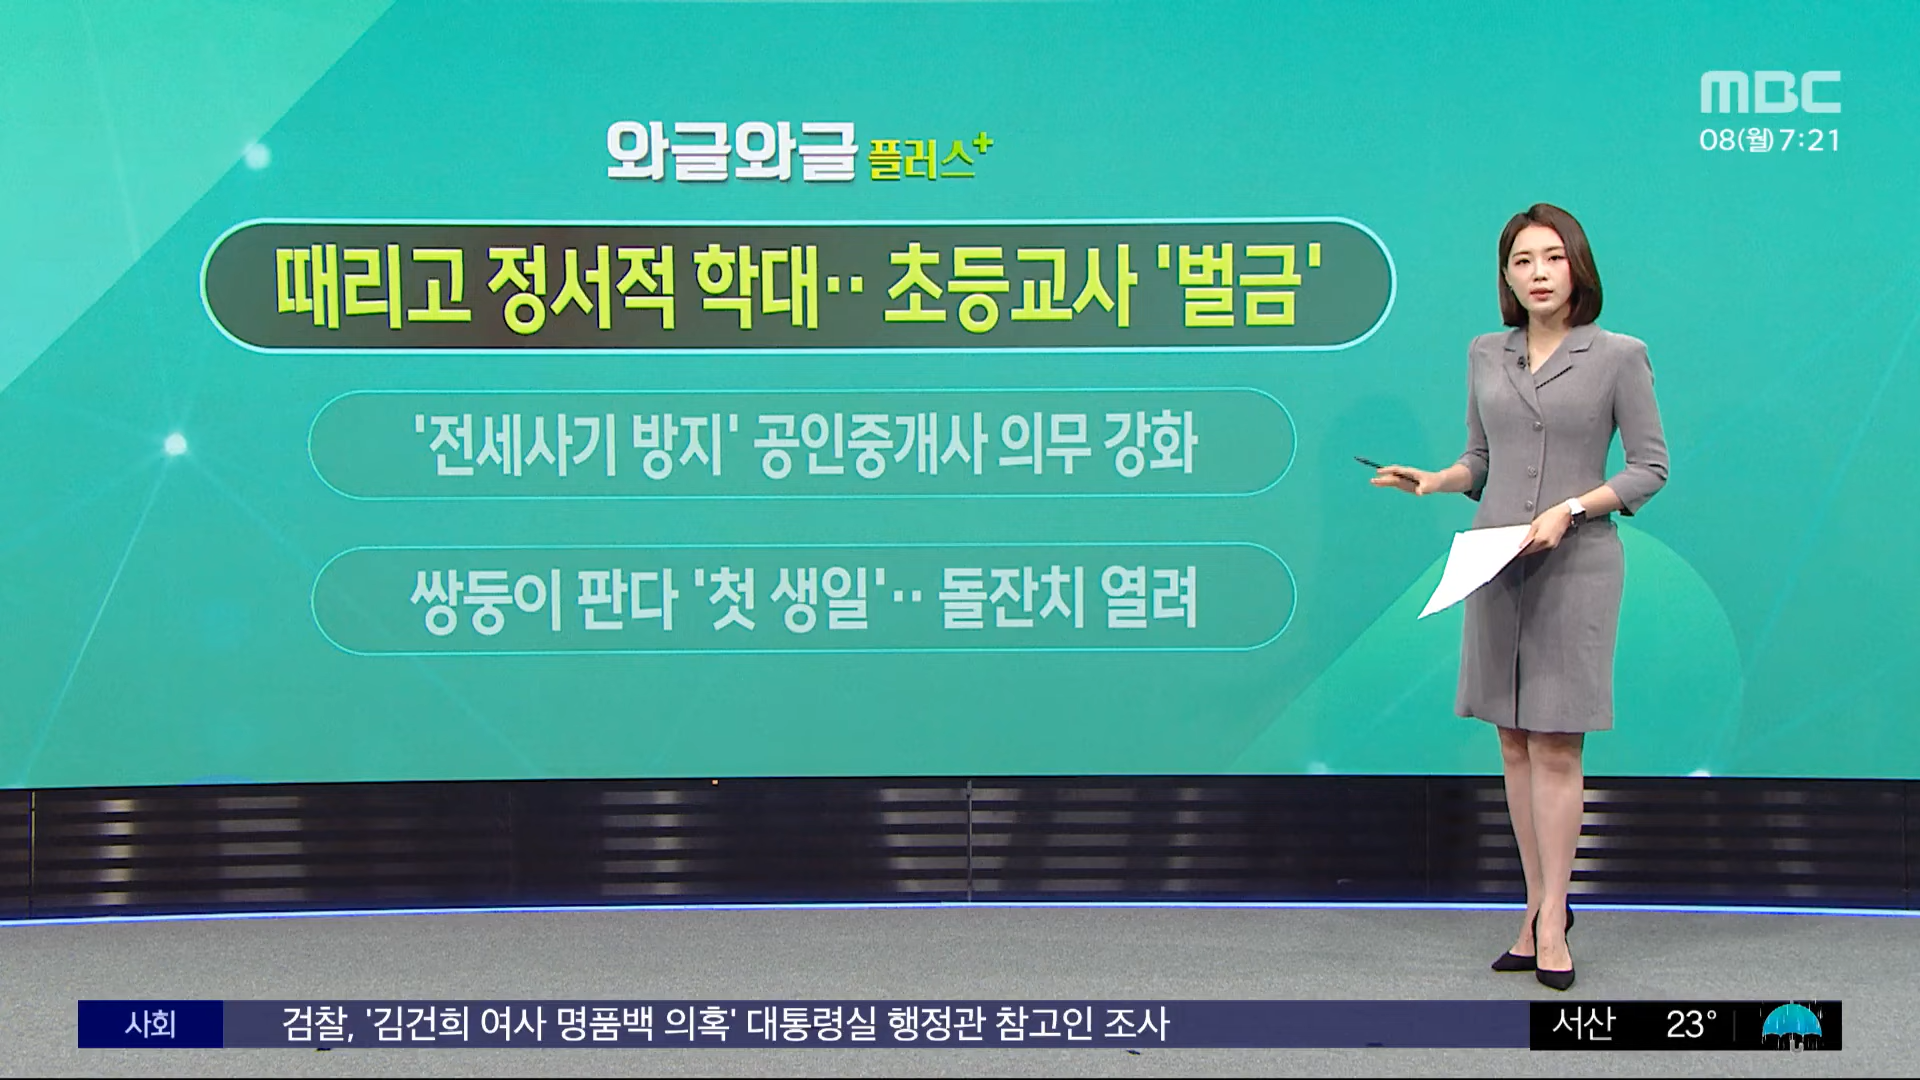 MBC
08(월) 7:21
와글와글 플러스+
때리고 정서적 학대‥ 초등교사 '벌금'
'전세사기 방지' 공인중개사 의무 강화
쌍둥이 판다 '첫 생일'‥ 돌잔치 열려
사회 검찰, '김건희 여사 명품백 의혹' 대통령실 행정관 참고인 조사 서산 23°